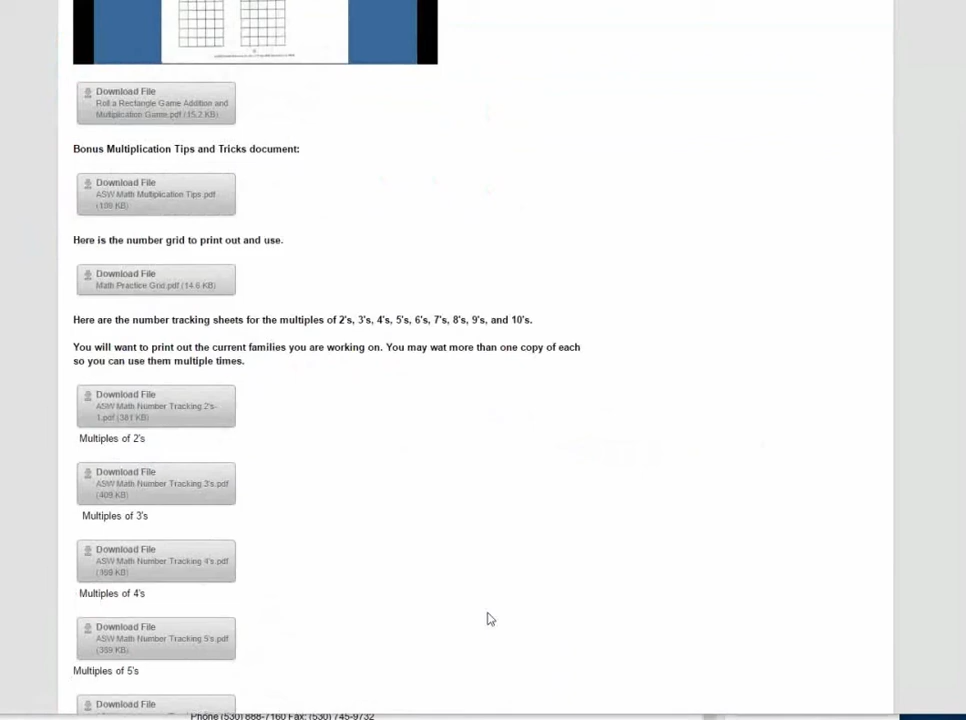 Download File
Roll a Rectangle Game Addition and
Multiplication Game.pdf (15.2 KB)
Bonus Multiplication Tips and Tricks document:
Download File
ASW Math Multiplication Tips.pdf
(109 KB)
Here is the number grid to print out and use.
Download File
Math Practice Grid.pdf (14.6 KB)
Here are the number tracking sheets for the multiples of 2's, 3's, 4's, 5's, 6's, 7's, 8's, 9's, and 10's.
You will want to print out the current families you are working on. You may wat more than one copy of each
so you can use them multiple times.
Download File
ASW Math Number Tracking 2's-
1.pdf (381 KB)
Multiples of 2's
Download File
ASW Math Number Tracking 3's.pdf
(409 KB)
Multiples of 3's
Download File
ASW Math Number Tracking 4's.pdf
(359 KB)
Multiples of 4's
Download File
ASW Math Number Tracking 5's.pdf
(359 KB)
Multiples of 5's
Download File
Phone (530) 888-7160 Fax: (530) 745-9732